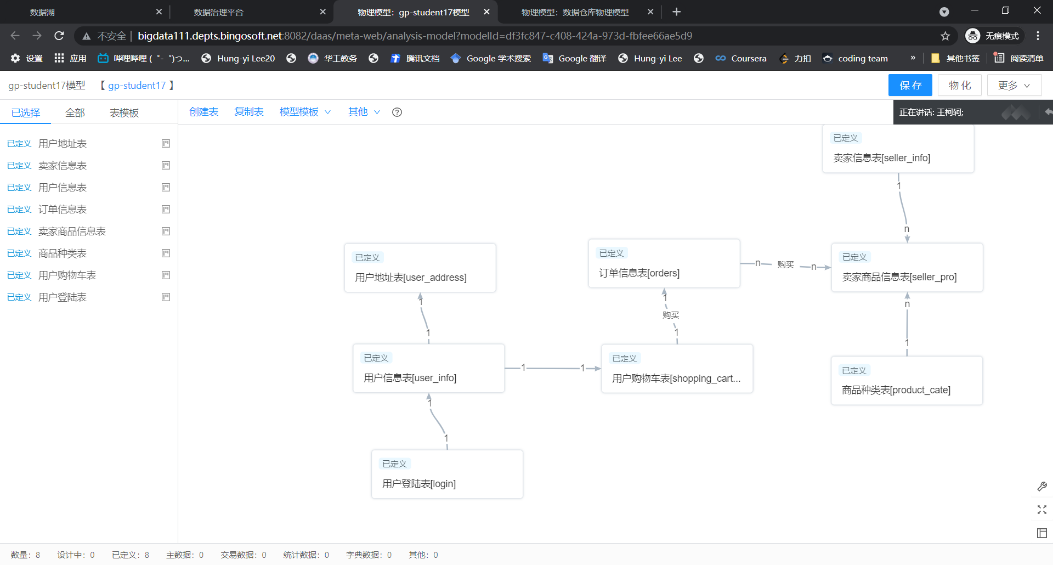 数据湖
数据治理平台
物理模型：gp-student17模型
物理模型：数据仓库物理模型
不安全 | bigdata111.depts.bingosoft.net:8082/daas/meta-web/analysis-model?modelId=df3fc847-c408-424a-973d-fbfee66ae5d9
无痕模式
设置 应用 哔哩哔哩 ( ゜- ゜)つ... Hung-yi Lee20 华工教务 腾讯文档 Google 学术搜索 Google 翻译 Hung-yi Lee Coursera 力扣 coding team » 其他书签 阅读清单
gp-student17模型 【 gp-student17 】
保 存 物 化 更多
已选择 全部 表模板
创建表 复制表 模型模板 其他
正在讲话: 王柯珂;
已定义 用户地址表
已定义 卖家信息表
已定义 用户信息表
已定义 订单信息表
已定义 卖家商品信息表
已定义 商品种类表
已定义 用户购物车表
已定义 用户登陆表
已定义
卖家信息表[seller_info]
1
n
已定义
用户地址表[user_address]
已定义
订单信息表[orders]
n 购买 n
已定义
卖家商品信息表[seller_pro]
1
1
1
购买
1
n
1
已定义
用户信息表[user_info]
1 1
已定义
用户购物车表[shopping_cart...
已定义
商品种类表[product_cate]
1
1
已定义
用户登陆表[login]
数量：8 设计中：0 已定义：8 主数据：0 交易数据：0 统计数据：0 字典数据：0 其他：0